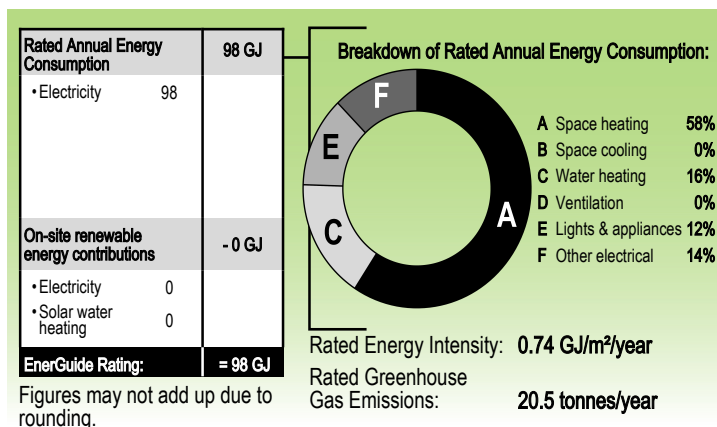 Rated Annual Energy
Consumption
98 GJ
• Electricity 98
On-site renewable
energy contributions
- 0 GJ
• Electricity 0
• Solar water
heating
0
EnerGuide Rating: = 98 GJ
Figures may not add up due to
rounding.
Breakdown of Rated Annual Energy Consumption:
F
E
C
A
A Space heating 58%
B Space cooling 0%
C Water heating 16%
D Ventilation 0%
E Lights & appliances 12%
F Other electrical 14%
Rated Energy Intensity: 0.74 GJ/m²/year
Rated Greenhouse
Gas Emissions: 20.5 tonnes/year